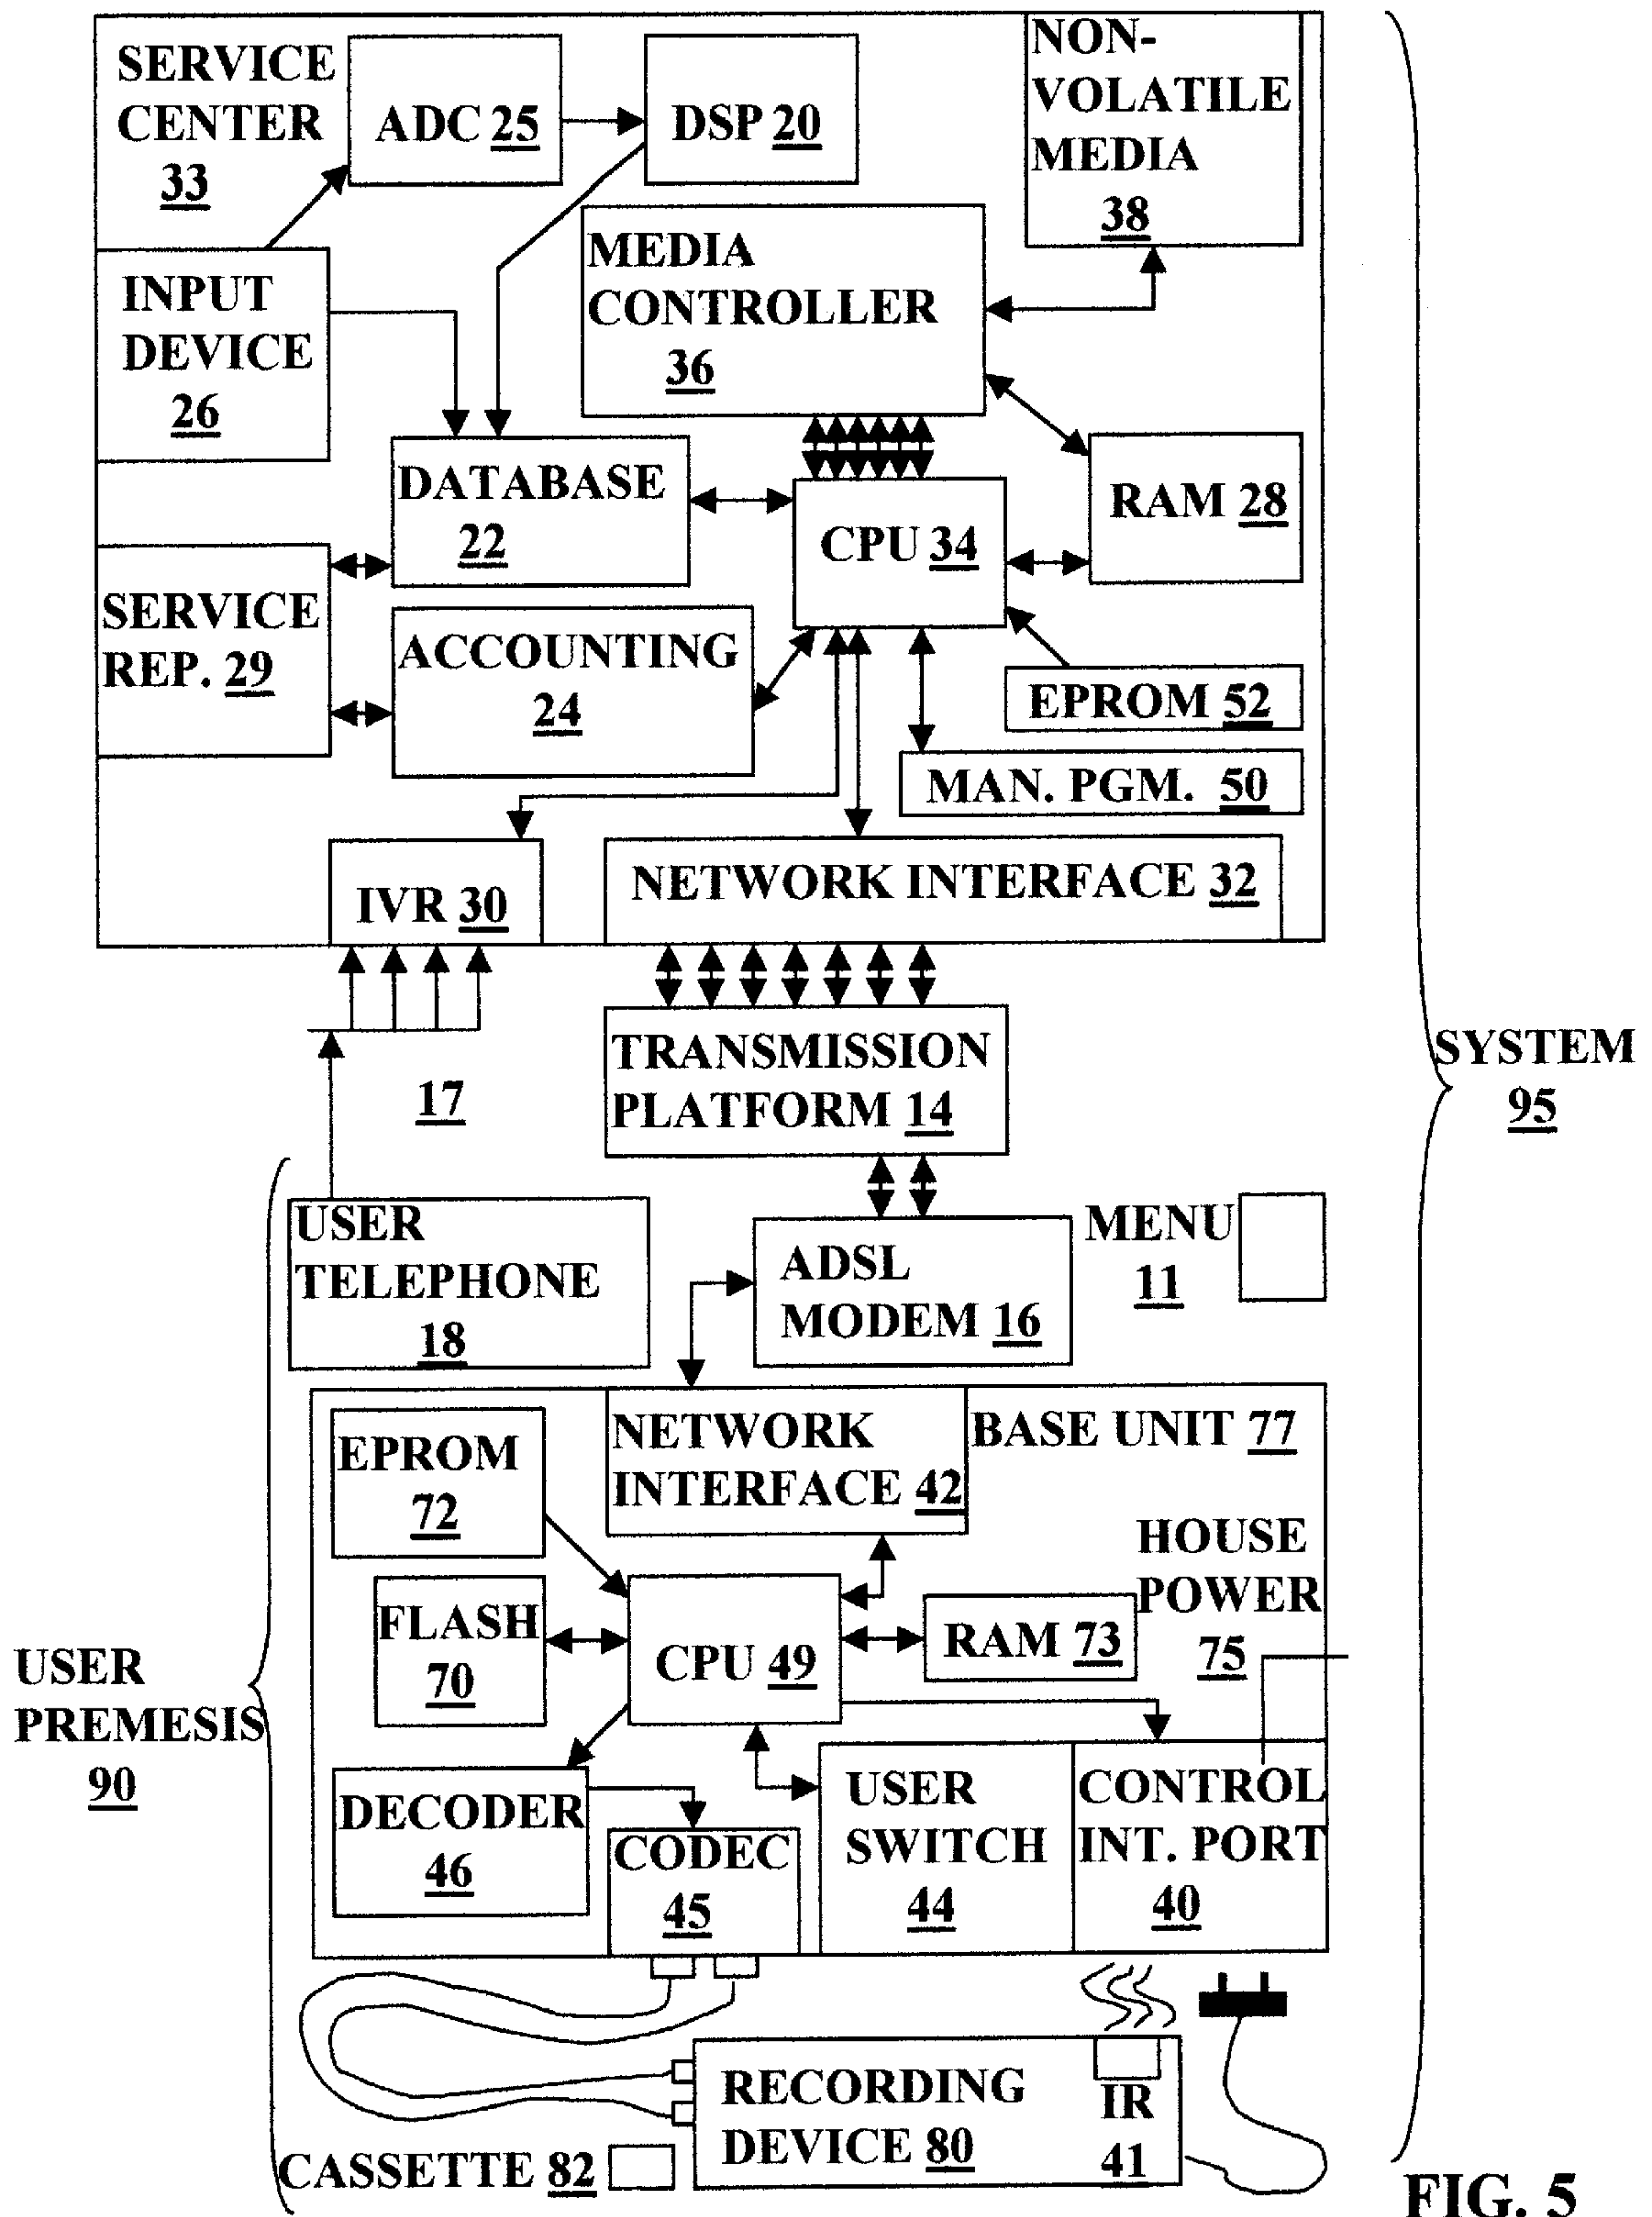 SERVICE
CENTER
33
ADC 25
DSP 20
NON-
VOLATILE
MEDIA
38
INPUT
DEVICE
26
MEDIA
CONTROLLER
36
DATABASE
22
CPU 34
RAM 28
SERVICE
REP. 29
ACCOUNTING
24
EPROM 52
MAN. PGM. 50
IVR 30
NETWORK INTERFACE 32
17
TRANSMISSION
PLATFORM 14
SYSTEM
95
USER
TELEPHONE
18
ADSL
MODEM 16
MENU
11
EPROM
72
NETWORK
INTERFACE 42
BASE UNIT 77
HOUSE
POWER
75
FLASH
70
CPU 49
RAM 73
USER
PREMESIS
90
DECODER
46
CODEC
45
USER
SWITCH
44
CONTROL
INT. PORT
40
RECORDING
DEVICE 80
IR
41
CASSETTE 82
FIG. 5